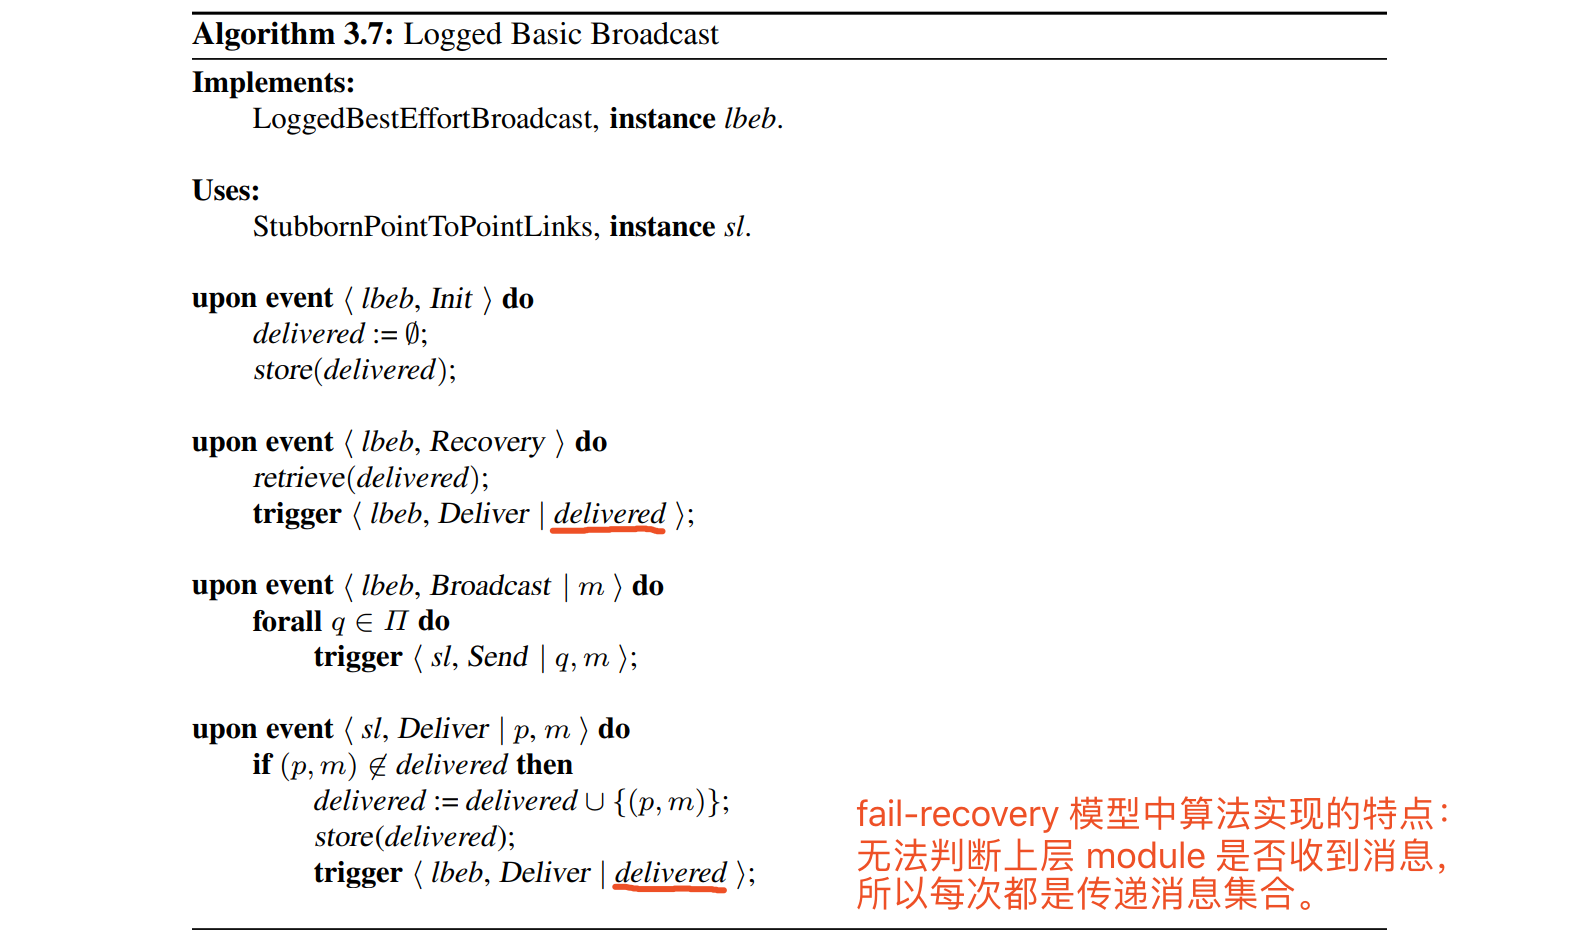 Algorithm 3.7: Logged Basic Broadcast
Implements:
LoggedBestEffortBroadcast, instance lbeb.
Uses:
StubbornPointToPointLinks, instance sl.
upon event ⟨ lbeb, Init ⟩ do
delivered := ∅;
store(delivered);
upon event ⟨ lbeb, Recovery ⟩ do
retrieve(delivered);
trigger ⟨ lbeb, Deliver | delivered ⟩;
upon event ⟨ lbeb, Broadcast | m ⟩ do
forall q ∈ Π do
trigger ⟨ sl, Send | q, m ⟩;
upon event ⟨ sl, Deliver | p, m ⟩ do
if (p, m) ∉ delivered then
delivered := delivered ∪ {(p, m)};
store(delivered);
trigger ⟨ lbeb, Deliver | delivered ⟩;
fail-recovery 模型中算法实现的特点：
无法判断上层 module 是否收到消息，
所以每次都是传递消息集合。